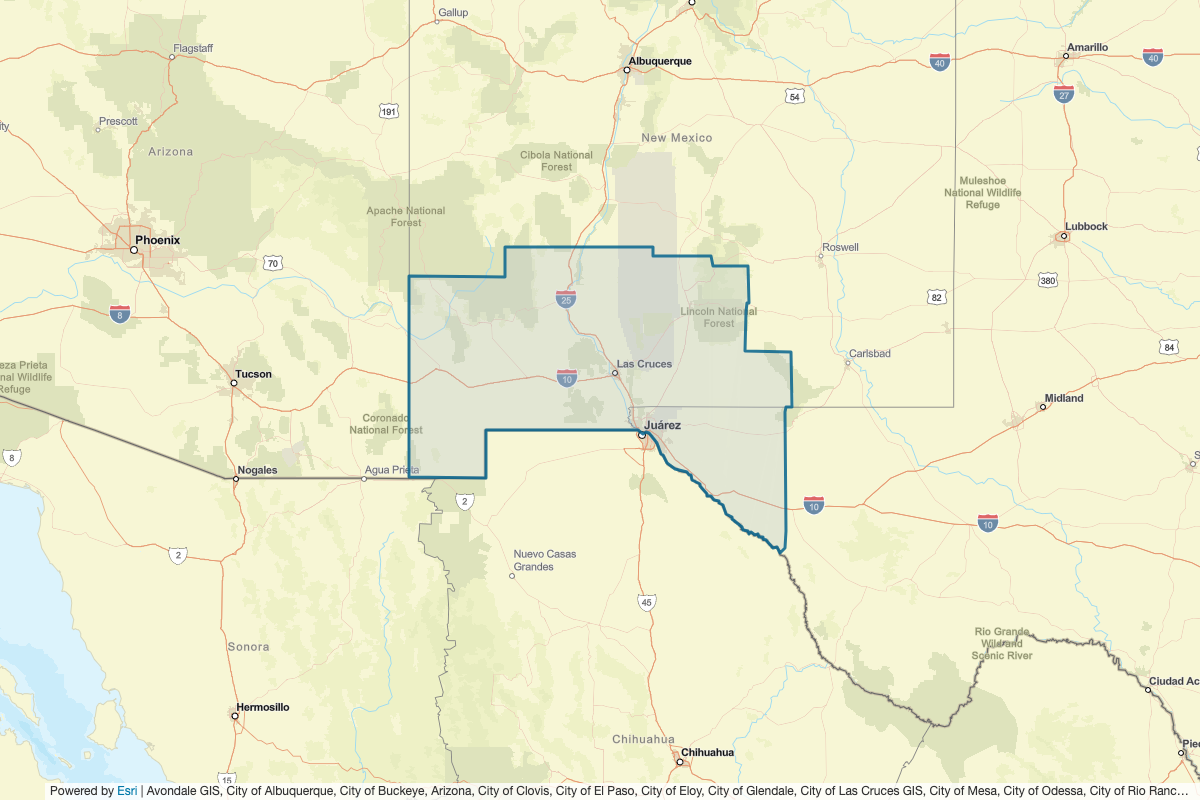 Gallup
Flagstaff
Albuquerque
Amarillo
40
40
27
54
191
Prescott
Arizona
New Mexico
Cibola National
Forest
Muleshoe
National Wildlife
Refuge
Apache National
Forest
Phoenix
Lubbock
Roswell
70
380
82
25
8
Lincoln National
Forest
84
eza Prieta
nal Wildlife
Refuge
Las Cruces
Carlsbad
Tucson
10
Midland
Coronado
National Forest
Juárez
8
Nogales
Agua Prieta
2
10
10
2
Nuevo Casas
Grandes
45
Sonora
Rio Grande
Wild and
Scenic River
Ciudad Ac
Hermosillo
Chihuahua
Chihuahua
Pie
15
Powered by Esri | Avondale GIS, City of Albuquerque, City of Buckeye, Arizona, City of Clovis, City of El Paso, City of Eloy, City of Glendale, City of Las Cruces GIS, City of Mesa, City of Odessa, City of Rio Ranc...